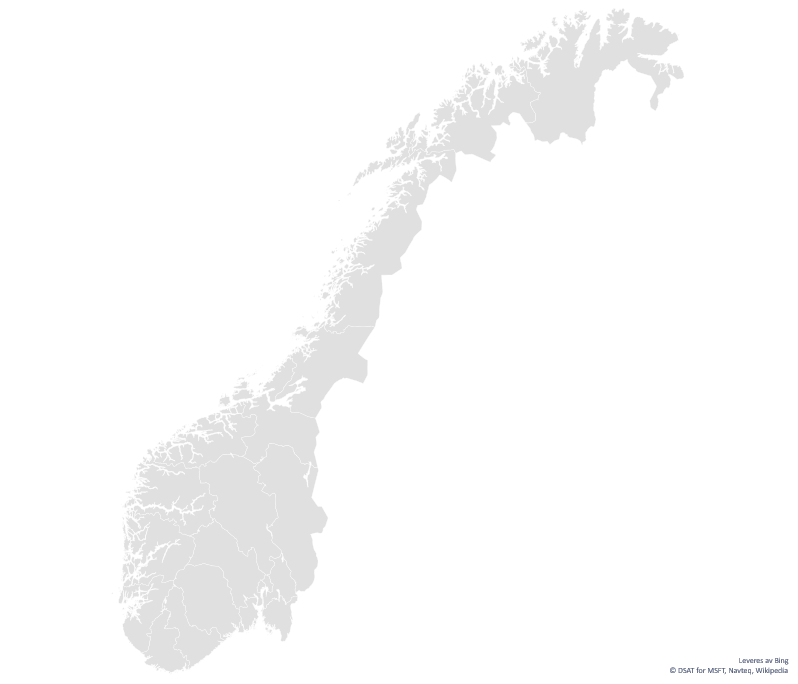 Leveres av Bing
© DSAT for MSFT, Navteq, Wikipedia